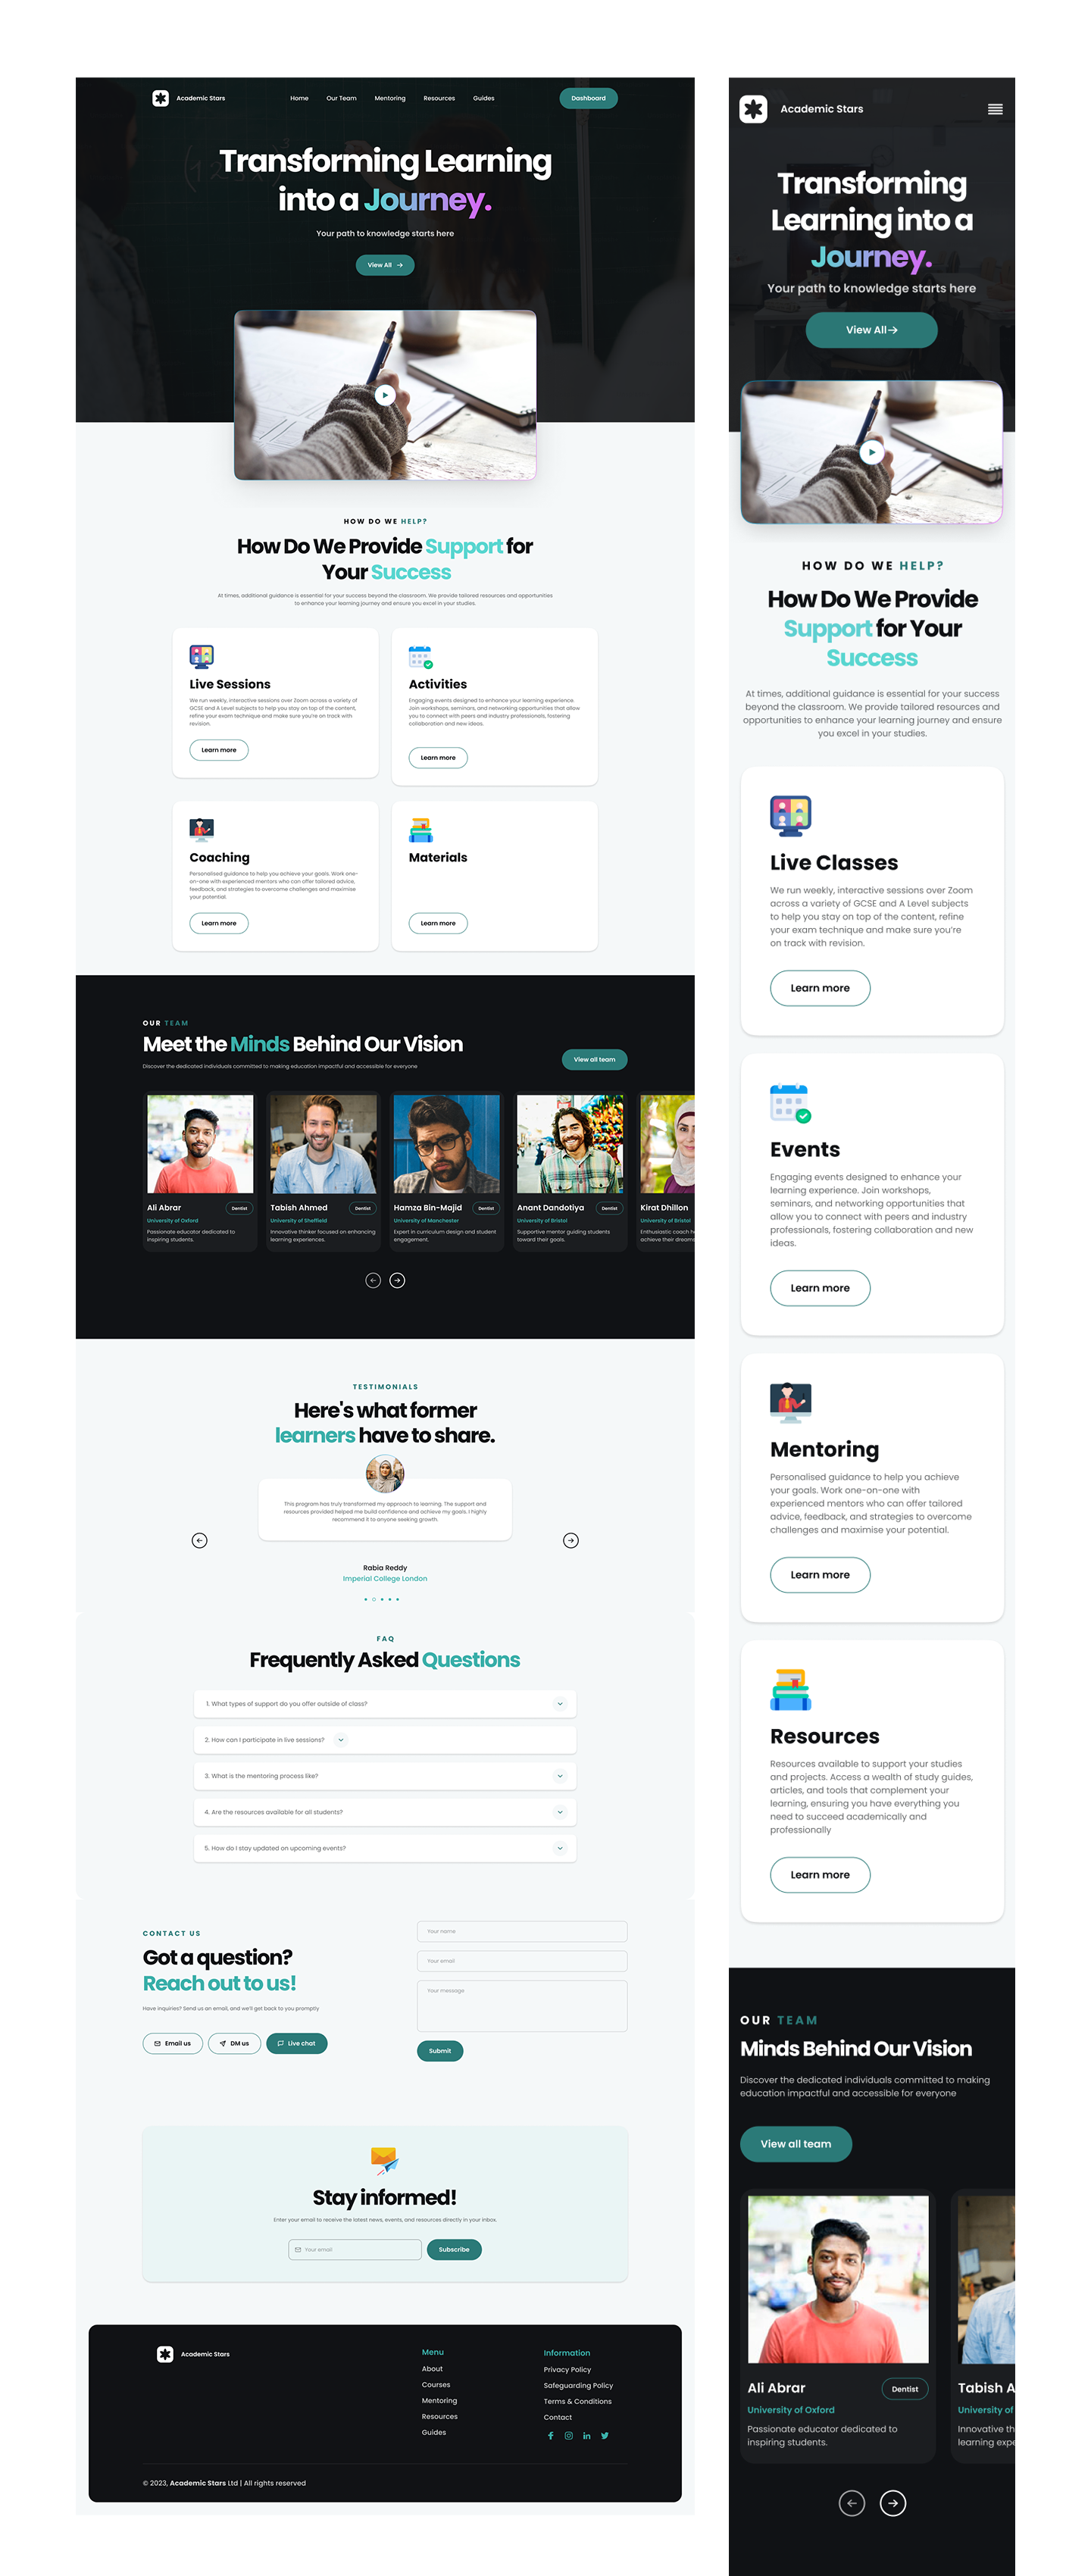 Academic Stars
Home
Our Team
Mentoring
Resources
Guides
Dashboard
Transforming Learning
into a Journey.
Your path to knowledge starts here
View All
HOW DO WE HELP?
How Do We Provide Support for
Your Success
At times, additional guidance is essential for your success beyond the classroom. We provide tailored resources and opportunities
to enhance your learning journey and ensure you excel in your studies.
Live Sessions
We run weekly, interactive sessions over Zoom across a variety of
GCSE and A Level subjects to help you stay on top of the content,
refine your exam technique and make sure you're on track with
revision.
Learn more
Activities
Engaging events designed to enhance your learning experience.
Join workshops, seminars, and networking opportunities that allow
you to connect with peers and industry professionals, fostering
collaboration and new ideas.
Learn more
Coaching
Personalised guidance to help you achieve your goals. Work one-
on-one with experienced mentors who can offer tailored advice,
feedback, and strategies to overcome challenges and maximise
your potential.
Learn more
Materials
Learn more
OUR TEAM
Meet the Minds Behind Our Vision
Discover the dedicated individuals committed to making education impactful and accessible for everyone
View all team
Ali Abrar
Dentist
University of Oxford
Passionate educator dedicated to
inspiring students.
Tabish Ahmed
Dentist
University of Sheffield
Innovative thinker focused on enhancing
learning experiences.
Hamza Bin-Majid
Dentist
University of Manchester
Expert in curriculum design and student
engagement.
Anant Dandotiya
Dentist
University of Bristol
Supportive mentor guiding students
toward their goals.
Kirat Dhillon
University of Bristol
Enthusiastic coach h
achieve their dreams
TESTIMONIALS
Here's what former
learners have to share.
This program has truly transformed my approach to learning. The support and
resources provided helped me build confidence and achieve my goals. I highly
recommend it to anyone seeking growth.
Rabia Reddy
Imperial College London
FAQ
Frequently Asked Questions
1. What types of support do you offer outside of class?
2. How can I participate in live sessions?
3. What is the mentoring process like?
4. Are the resources available for all students?
5. How do I stay updated on upcoming events?
CONTACT US
Got a question?
Reach out to us!
Have inquiries? Send us an email, and we'll get back to you promptly
Email us
DM us
Live chat
Your name
Your email
Your message
Submit
Stay informed!
Enter your email to receive the latest news, events, and resources directly in your inbox.
Your email
Subscribe
Academic Stars
Menu
About
Courses
Mentoring
Resources
Guides
Information
Privacy Policy
Safeguarding Policy
Terms & Conditions
Contact
© 2023, Academic Stars Ltd | All rights reserved
Academic Stars
Transforming
Learning into a
Journey.
Your path to knowledge starts here
View All
HOW DO WE HELP?
How Do We Provide
Support for Your
Success
At times, additional guidance is essential for your success
beyond the classroom. We provide tailored resources and
opportunities to enhance your learning journey and ensure
you excel in your studies.
Live Classes
We run weekly, interactive sessions over Zoom
across a variety of GCSE and A Level subjects
to help you stay on top of the content, refine
your exam technique and make sure you're
on track with revision.
Learn more
Events
Engaging events designed to enhance your
learning experience. Join workshops,
seminars, and networking opportunities that
allow you to connect with peers and industry
professionals, fostering collaboration and new
ideas.
Learn more
Mentoring
Personalised guidance to help you achieve
your goals. Work one-on-one with
experienced mentors who can offer tailored
advice, feedback, and strategies to overcome
challenges and maximise your potential.
Learn more
Resources
Resources available to support your studies
and projects. Access a wealth of study guides,
articles, and tools that complement your
learning, ensuring you have everything you
need to succeed academically and
professionally
Learn more
OUR TEAM
Minds Behind Our Vision
Discover the dedicated individuals committed to making
education impactful and accessible for everyone
View all team
Ali Abrar
Dentist
University of Oxford
Passionate educator dedicated to
inspiring students.
Tabish A
University of
Innovative th
learning expe